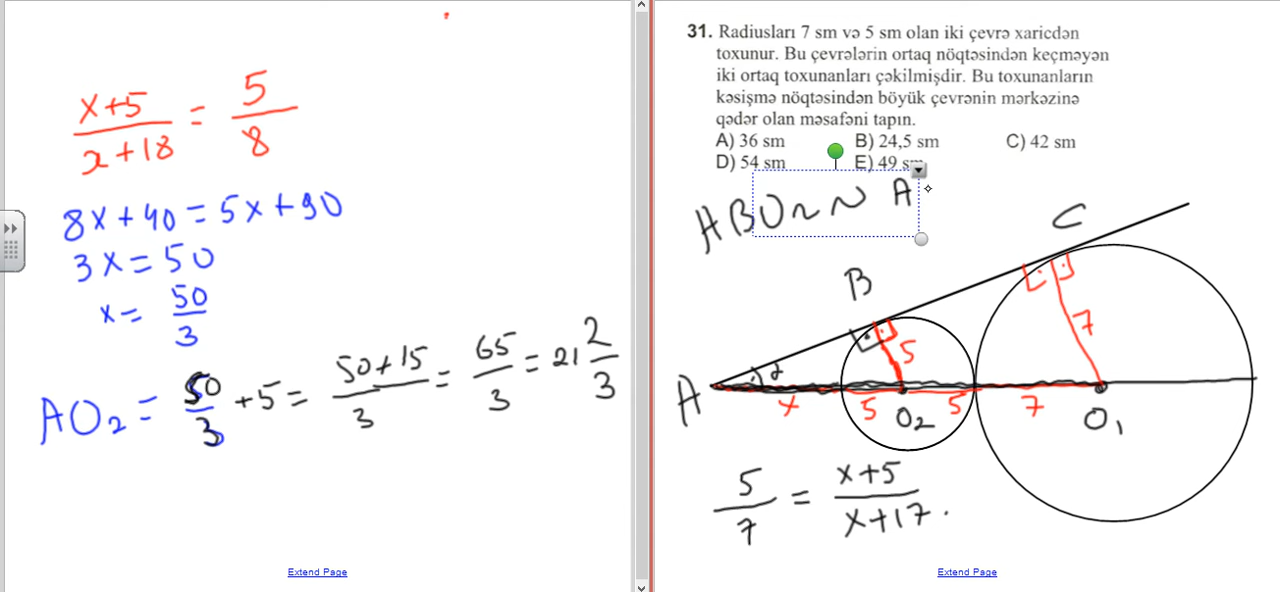 x+5/x+18 = 5/8
8x+40=5x+90
3x=50
x= 50/3
AO₂ = 50/3 +5= 50+15/3 = 65/3 = 21 2/3
Extend Page
31. Radiusları 7 sm və 5 sm olan iki çevrə xaricdən
toxunur. Bu çevrələrin ortaq nöqtəsindən keçməyən
iki ortaq toxunanları çəkilmişdir. Bu toxunanların
kəsişmə nöqtəsindən böyük çevrənin mərkəzinə
qədər olan məsafəni tapın.
A) 36 sm B) 24,5 sm C) 42 sm
D) 54 sm E) 49 sm
ABO₂ ~ A
C
B
7
5
A α
x 5 O₂ 5 7 O₁
5/7 = x+5/x+17.
Extend Page